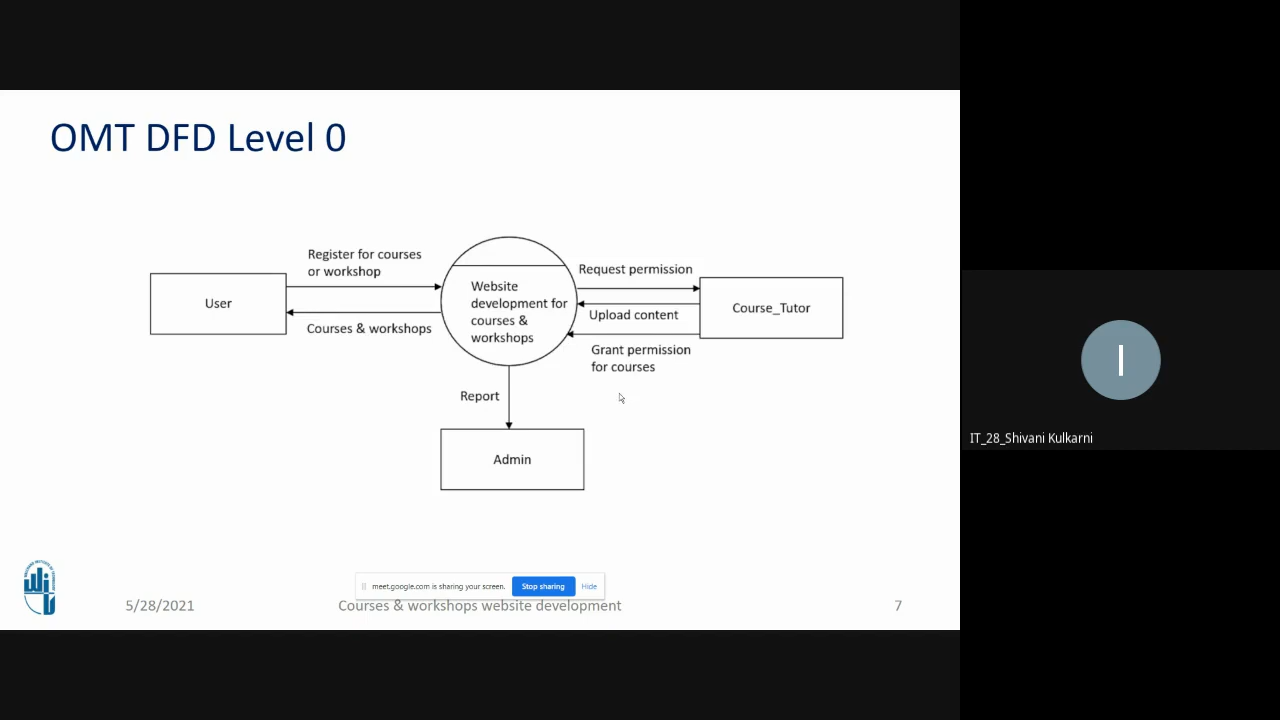 OMT DFD Level 0
Register for courses
or workshop
User
Courses & workshops
Website
development for
courses &
workshops
Request permission
Upload content
Grant permission
for courses
Course_Tutor
Report
Admin
I
IT_28_Shivani Kulkarni
meet.google.com is sharing your screen.
Stop sharing
Hide
5/28/2021
Courses & workshops website development
7